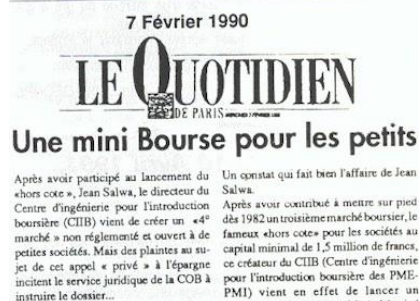 7 Février 1990
LE QUOTIDIEN
DE PARIS MERCREDI 7 FÉVRIER 1990
Une mini Bourse pour les petits
Après avoir participé au lancement du
«hors cote», Jean Salwa, le directeur du
Centre d'ingénierie pour l'introduction
boursière (CIIB) vient de créer un «4°
marché » non réglementé et ouvert à de
petites sociétés. Mais des plaintes au su-
jet de cet appel « privé » à l'épargne
incitent le service juridique de la COB à
instruire le dossier...
Un constat qui fait bien l'affaire de Jean
Salwa.
Après avoir contribué à mettre sur pied
dès 1982 un troisième marché boursier, le
fameux «hors cote» pour les sociétés au
capital minimal de 1,5 million de francs,
ce créateur du CIIB (Centre d'ingénierie
pour l'introduction boursière des PME-
PMI) vient en effet de lancer un